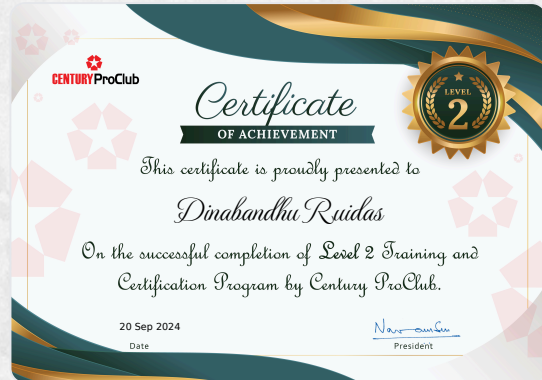 CENTURY ProClub
Certificate
OF ACHIEVEMENT
LEVEL
2
This certificate is proudly presented to
Dinabandhu Ruidas
On the successful completion of Level 2 Training and
Certification Program by Century ProClub.
20 Sep 2024
Date
President